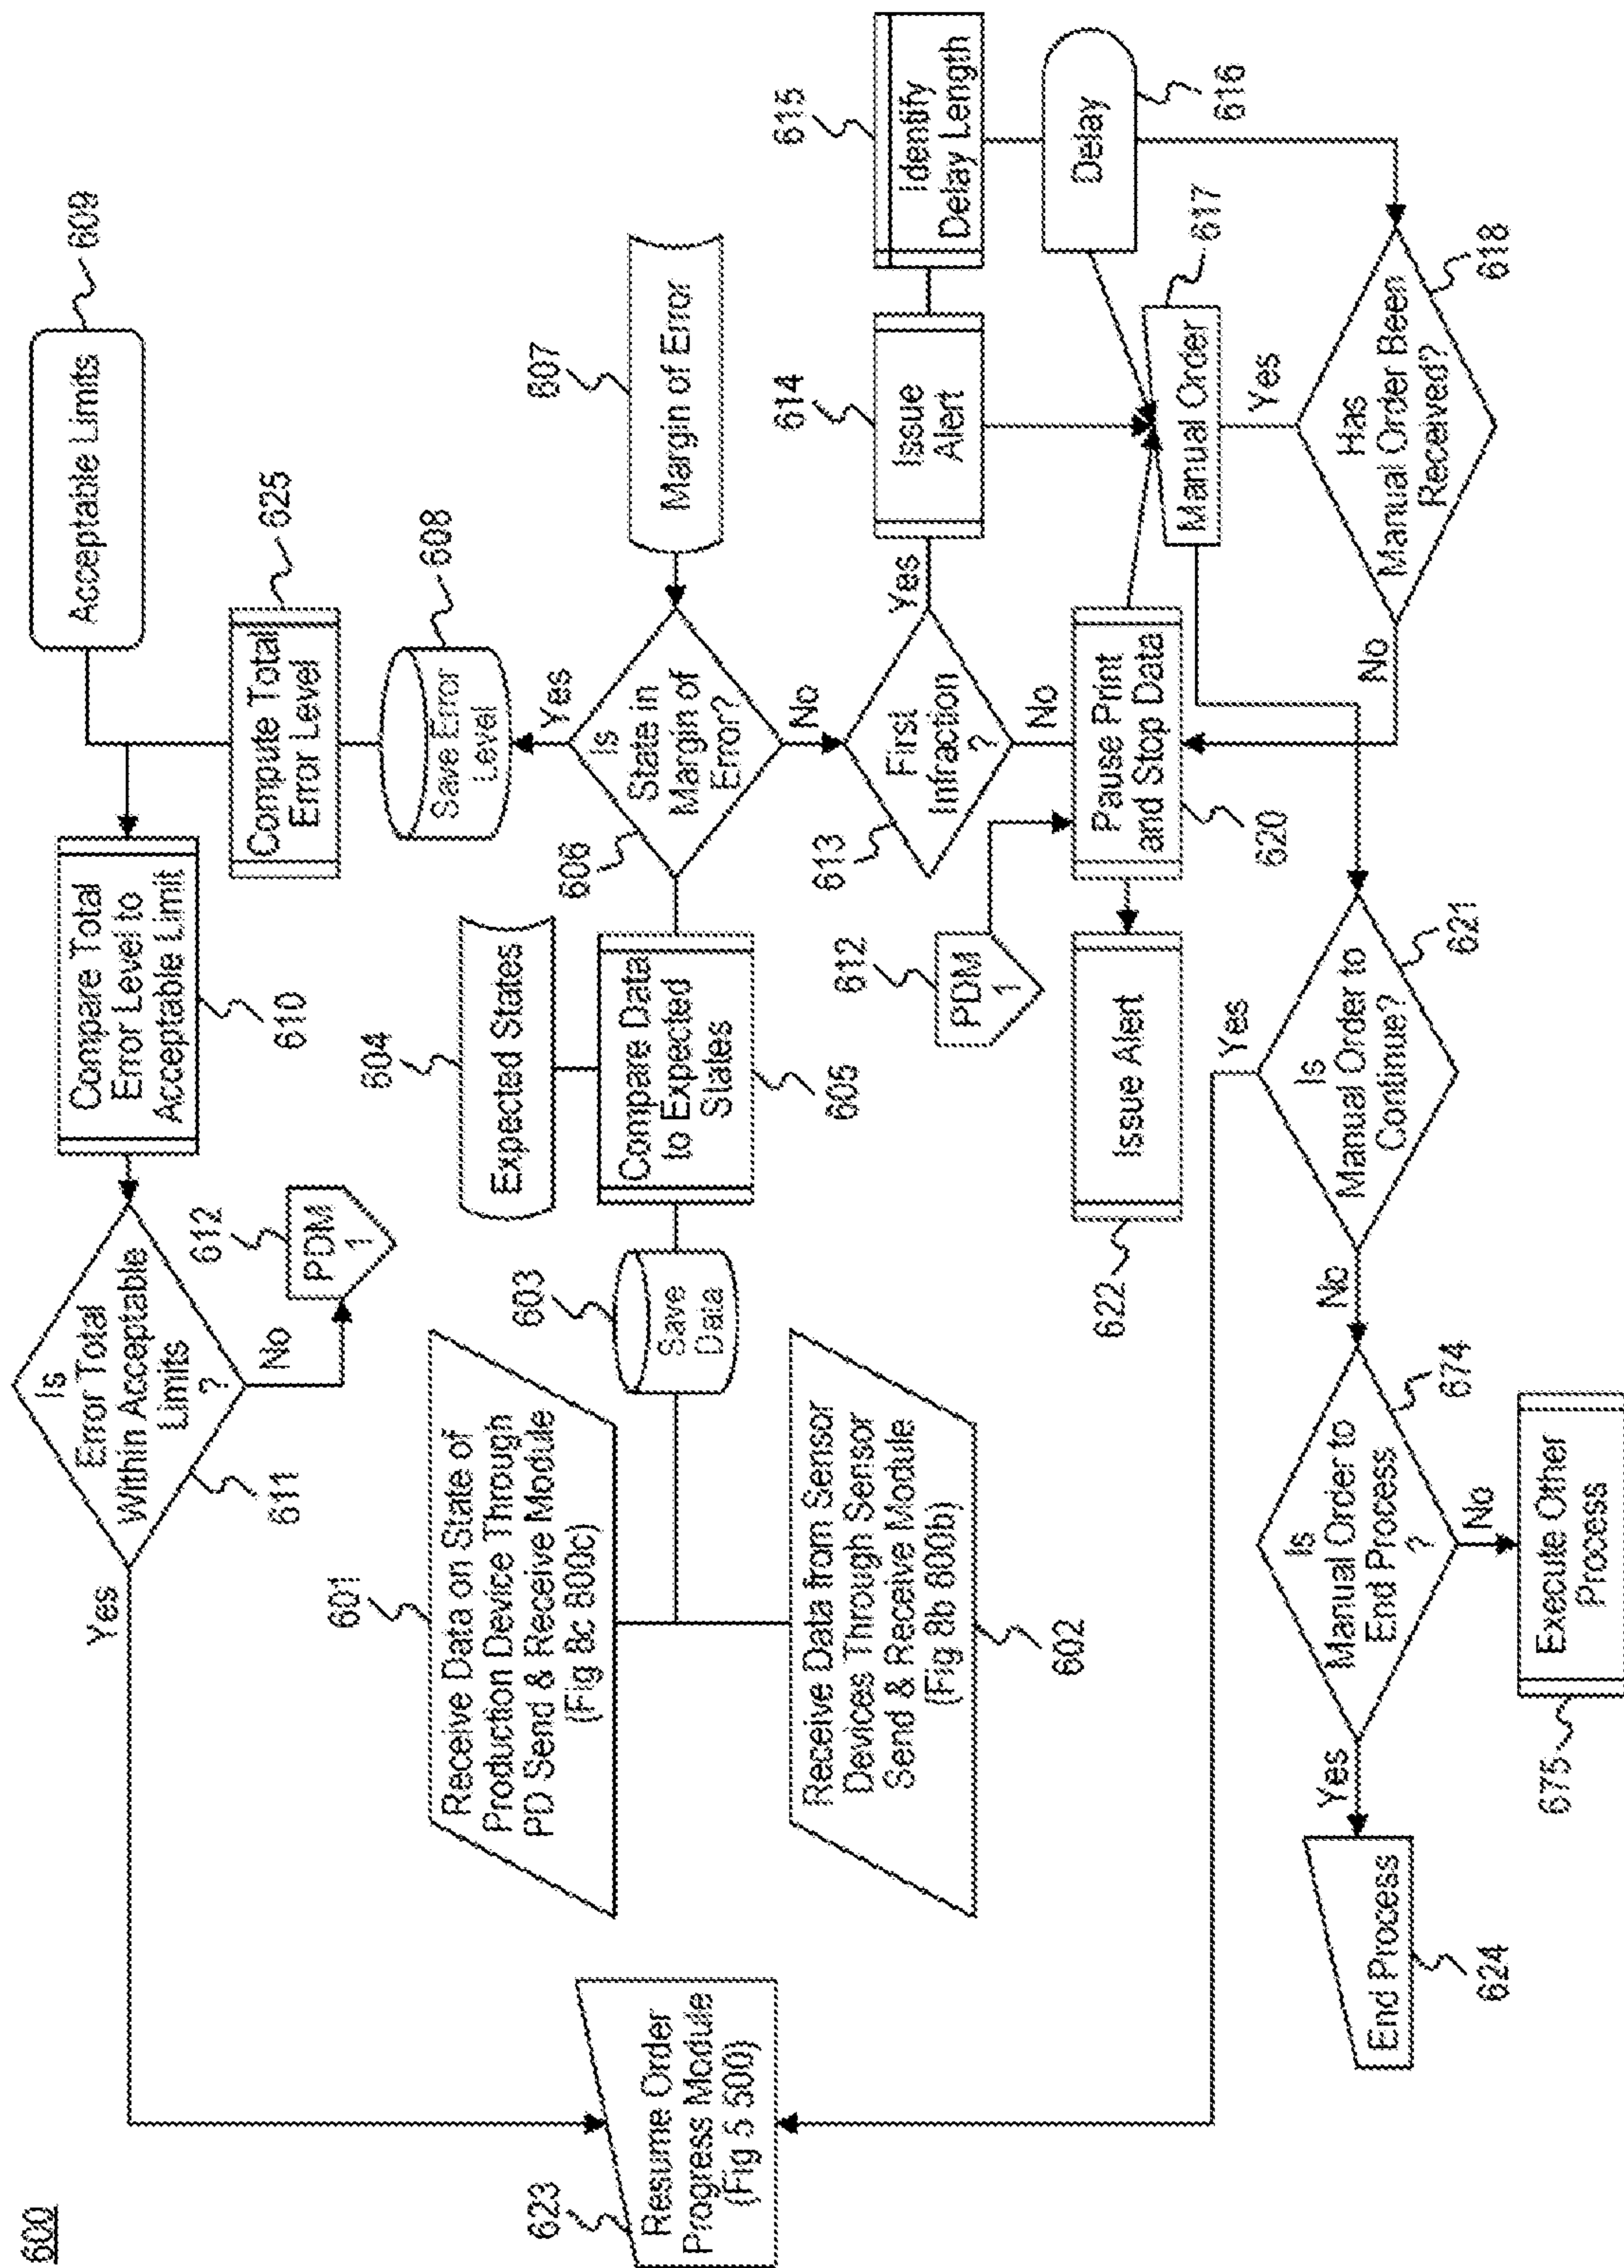 600
Is
Error Total
Within Acceptable
Limits
?
611
Yes
No
612
PDM
1
Compare Total
Error Level to
Acceptable Limit
610
Acceptable Limits
609
Compute Total
Error Level
625
Save Error
Level
608
Yes
Receive Data on State of
Production Device Through
PD Send & Receive Module
(Fig 8c 800c)
601
Receive Data from Sensor
Devices Through Sensor
Send & Receive Module
(Fig 8b 800b)
602
Save
Data
603
Expected States
604
Compare Data
to Expected
States
605
Is
State in
Margin of
Error?
606
No
Margin of Error
607
Resume Order
Progress Module
(Fig 5 500)
623
First
Infraction
?
613
Yes
No
Issue
Alert
614
Identify
Delay Length
615
Delay
616
Manual Order
617
Yes
Has
Manual Order Been
Received?
618
No
PDM
1
612
Pause Print
and Stop Data
620
Issue Alert
622
Is
Manual Order to
Continue?
621
Yes
No
Is
Manual Order to
End Process
?
674
Yes
No
End Process
624
Execute Other
Process
675